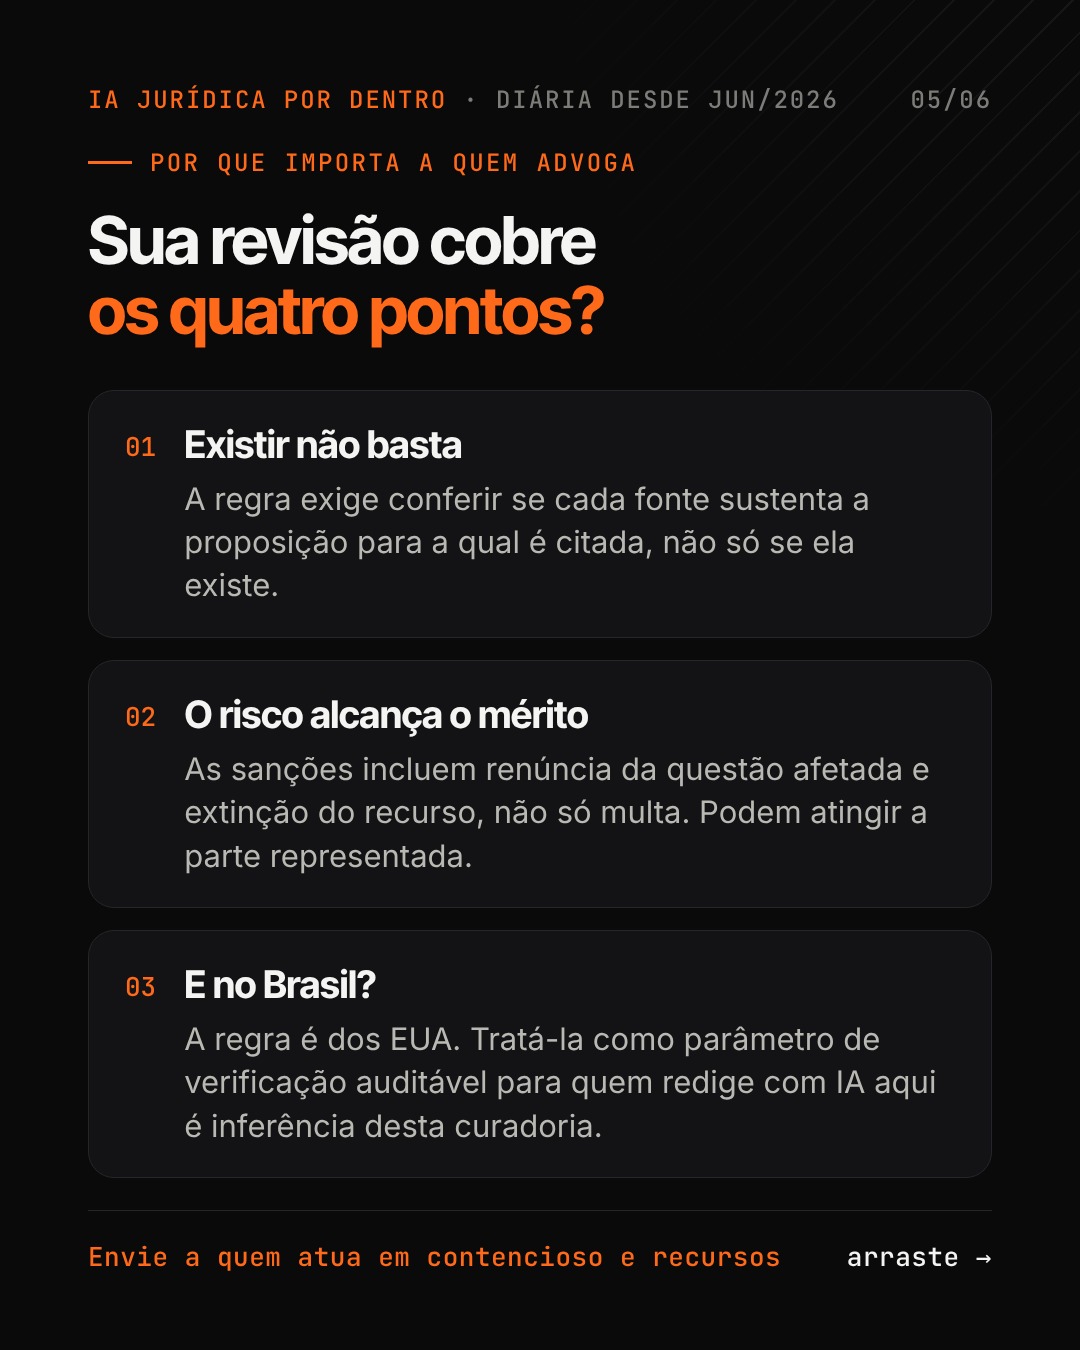 IA JURÍDICA POR DENTRO · DIÁRIA DESDE JUN/2026 05/06
POR QUE IMPORTA A QUEM ADVOGA
Sua revisão cobre
os quatro pontos?
01 Existir não basta
A regra exige conferir se cada fonte sustenta a
proposição para a qual é citada, não só se ela
existe.
02 O risco alcança o mérito
As sanções incluem renúncia da questão afetada e
extinção do recurso, não só multa. Podem atingir a
parte representada.
03 E no Brasil?
A regra é dos EUA. Tratá-la como parâmetro de
verificação auditável para quem redige com IA aqui
é inferência desta curadoria.
Envie a quem atua em contencioso e recursos arraste →